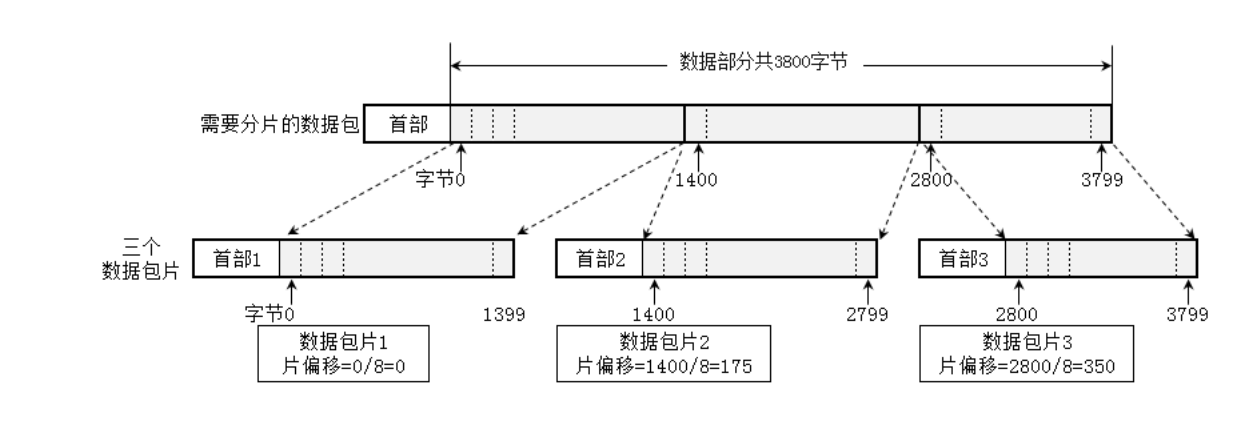 数据部分共3800字节
需要分片的数据包
首部
字节0
1400
2800
3799
三个
数据包片
首部1
首部2
首部3
字节0
1399
1400
2799
2800
3799
数据包片1
片偏移=0/8=0
数据包片2
片偏移=1400/8=175
数据包片3
片偏移=2800/8=350